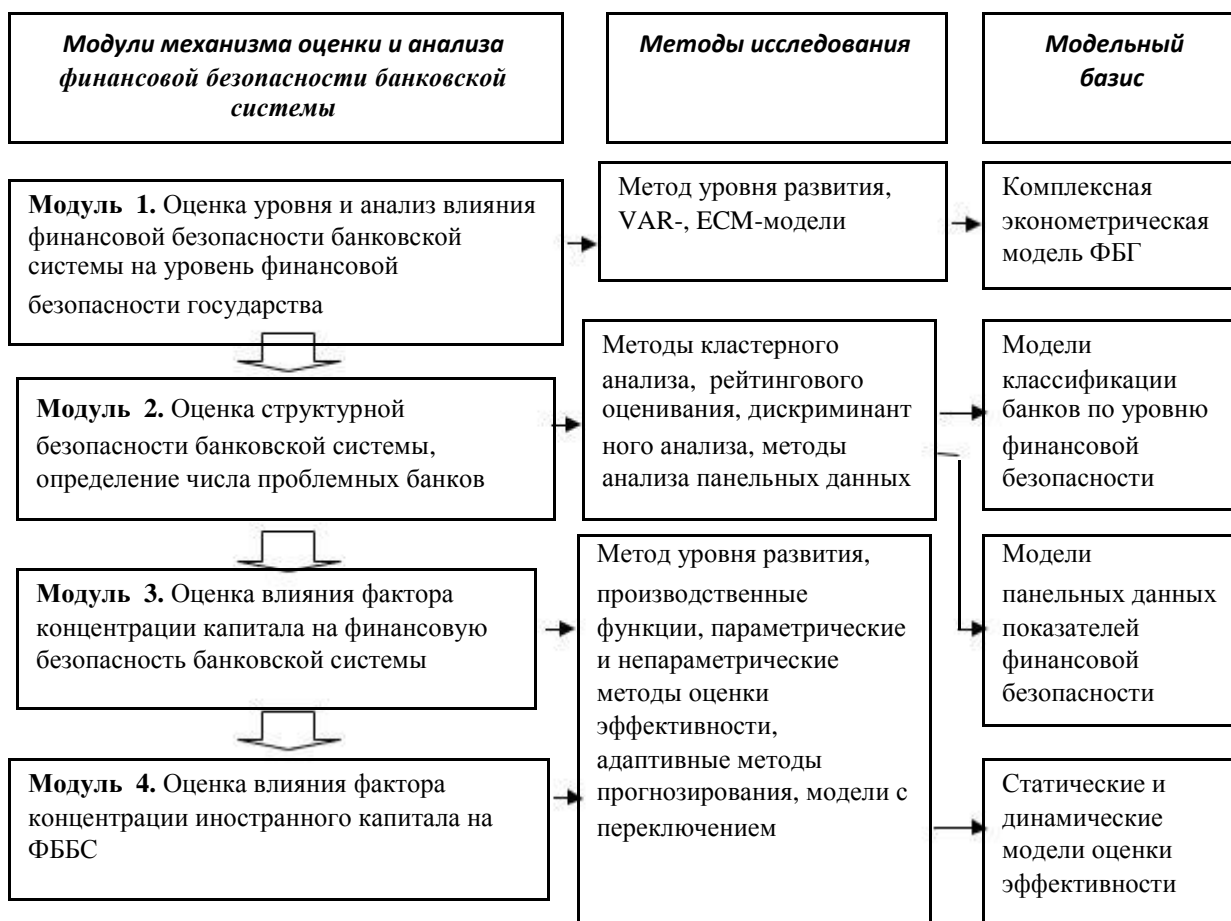 Модули механизма оценки и анализа
финансовой безопасности банковской
системы
Методы исследования
Модельный
базис
Модуль 1. Оценка уровня и анализ влияния
финансовой безопасности банковской
системы на уровень финансовой
безопасности государства
Метод уровня развития,
VAR-, ECM-модели
Комплексная
эконометрическая
модель ФБГ
Модуль 2. Оценка структурной
безопасности банковской системы,
определение числа проблемных банков
Методы кластерного
анализа, рейтингового
оценивания, дискриминант
ного анализа, методы
анализа панельных данных
Модели
классификации
банков по уровню
финансовой
безопасности
Модуль 3. Оценка влияния фактора
концентрации капитала на финансовую
безопасность банковской системы
Метод уровня развития,
производственные
функции, параметрические
и непараметрические
методы оценки
эффективности,
адаптивные методы
прогнозирования, модели с
переключением
Модели
панельных данных
показателей
финансовой
безопасности
Модуль 4. Оценка влияния фактора
концентрации иностранного капитала на
ФББС
Статические и
динамические
модели оценки
эффективности